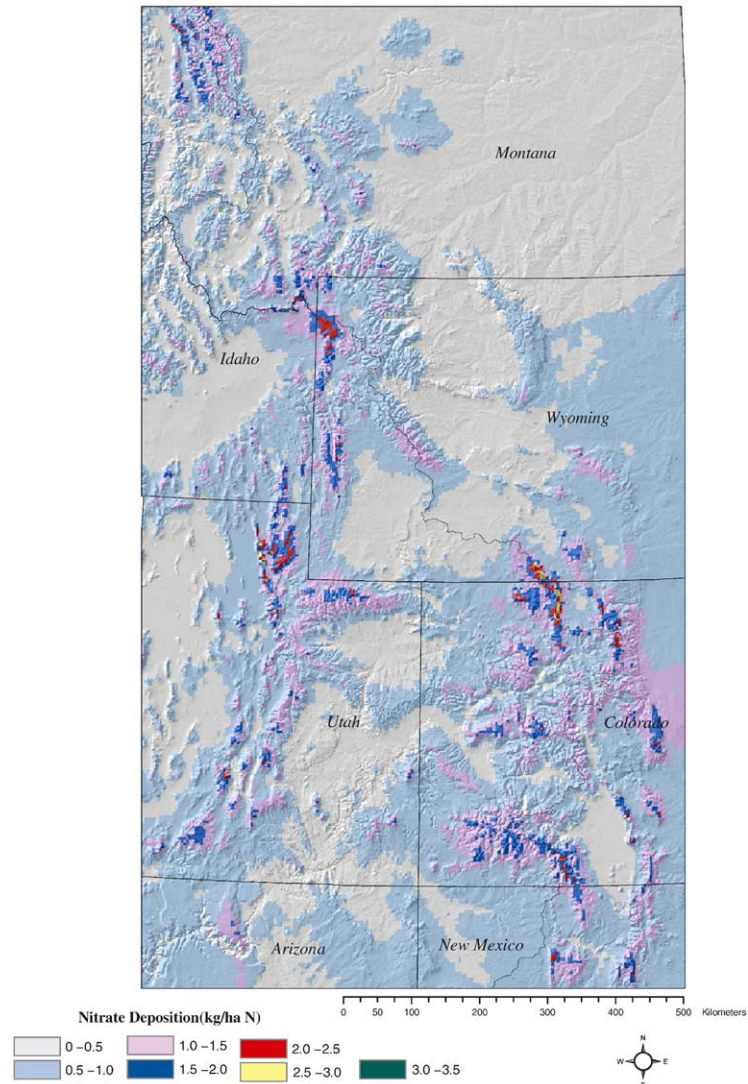 Montana
Idaho
Wyoming
Utah
Colorado
Arizona
New Mexico
Nitrate Deposition(kg/ha N)
0 50 100 200 300 400 500 Kilometers
0 –0.5
1.0 –1.5
2.0 –2.5
0.5 –1.0
1.5 –2.0
2.5 –3.0
3.0 –3.5
N
W E
S